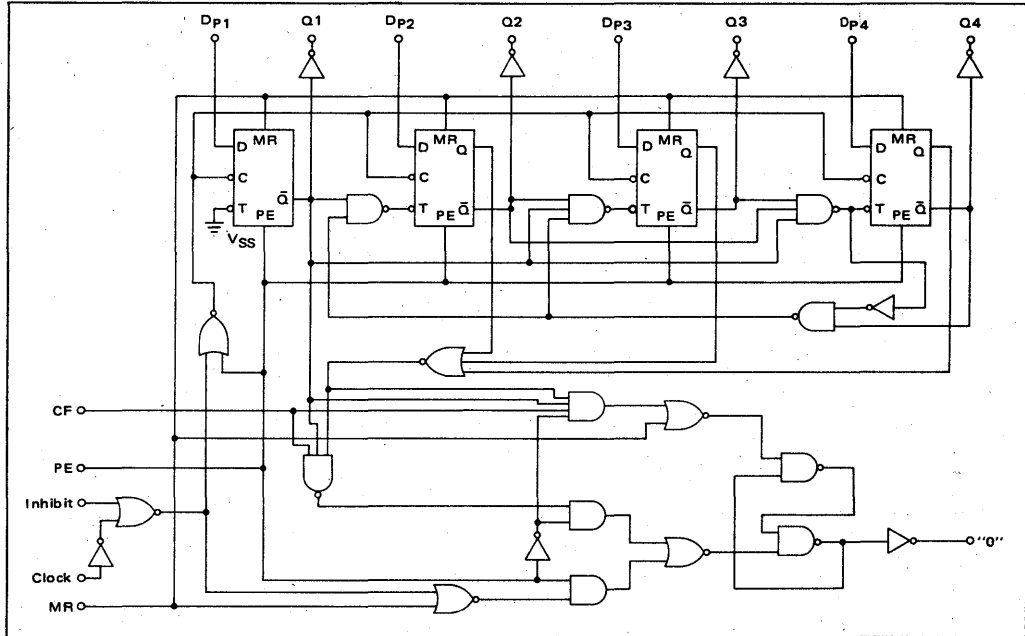 DP1 Q1 DP2 Q2 DP3 Q3 DP4 Q4
MR MR Q MR Q MR Q
D D D D
C C C C
Q̄
T PE T PE Q̄ T PE Q̄ T PE Q̄
VSS
CF
PE
Inhibit
"0"
Clock
MR